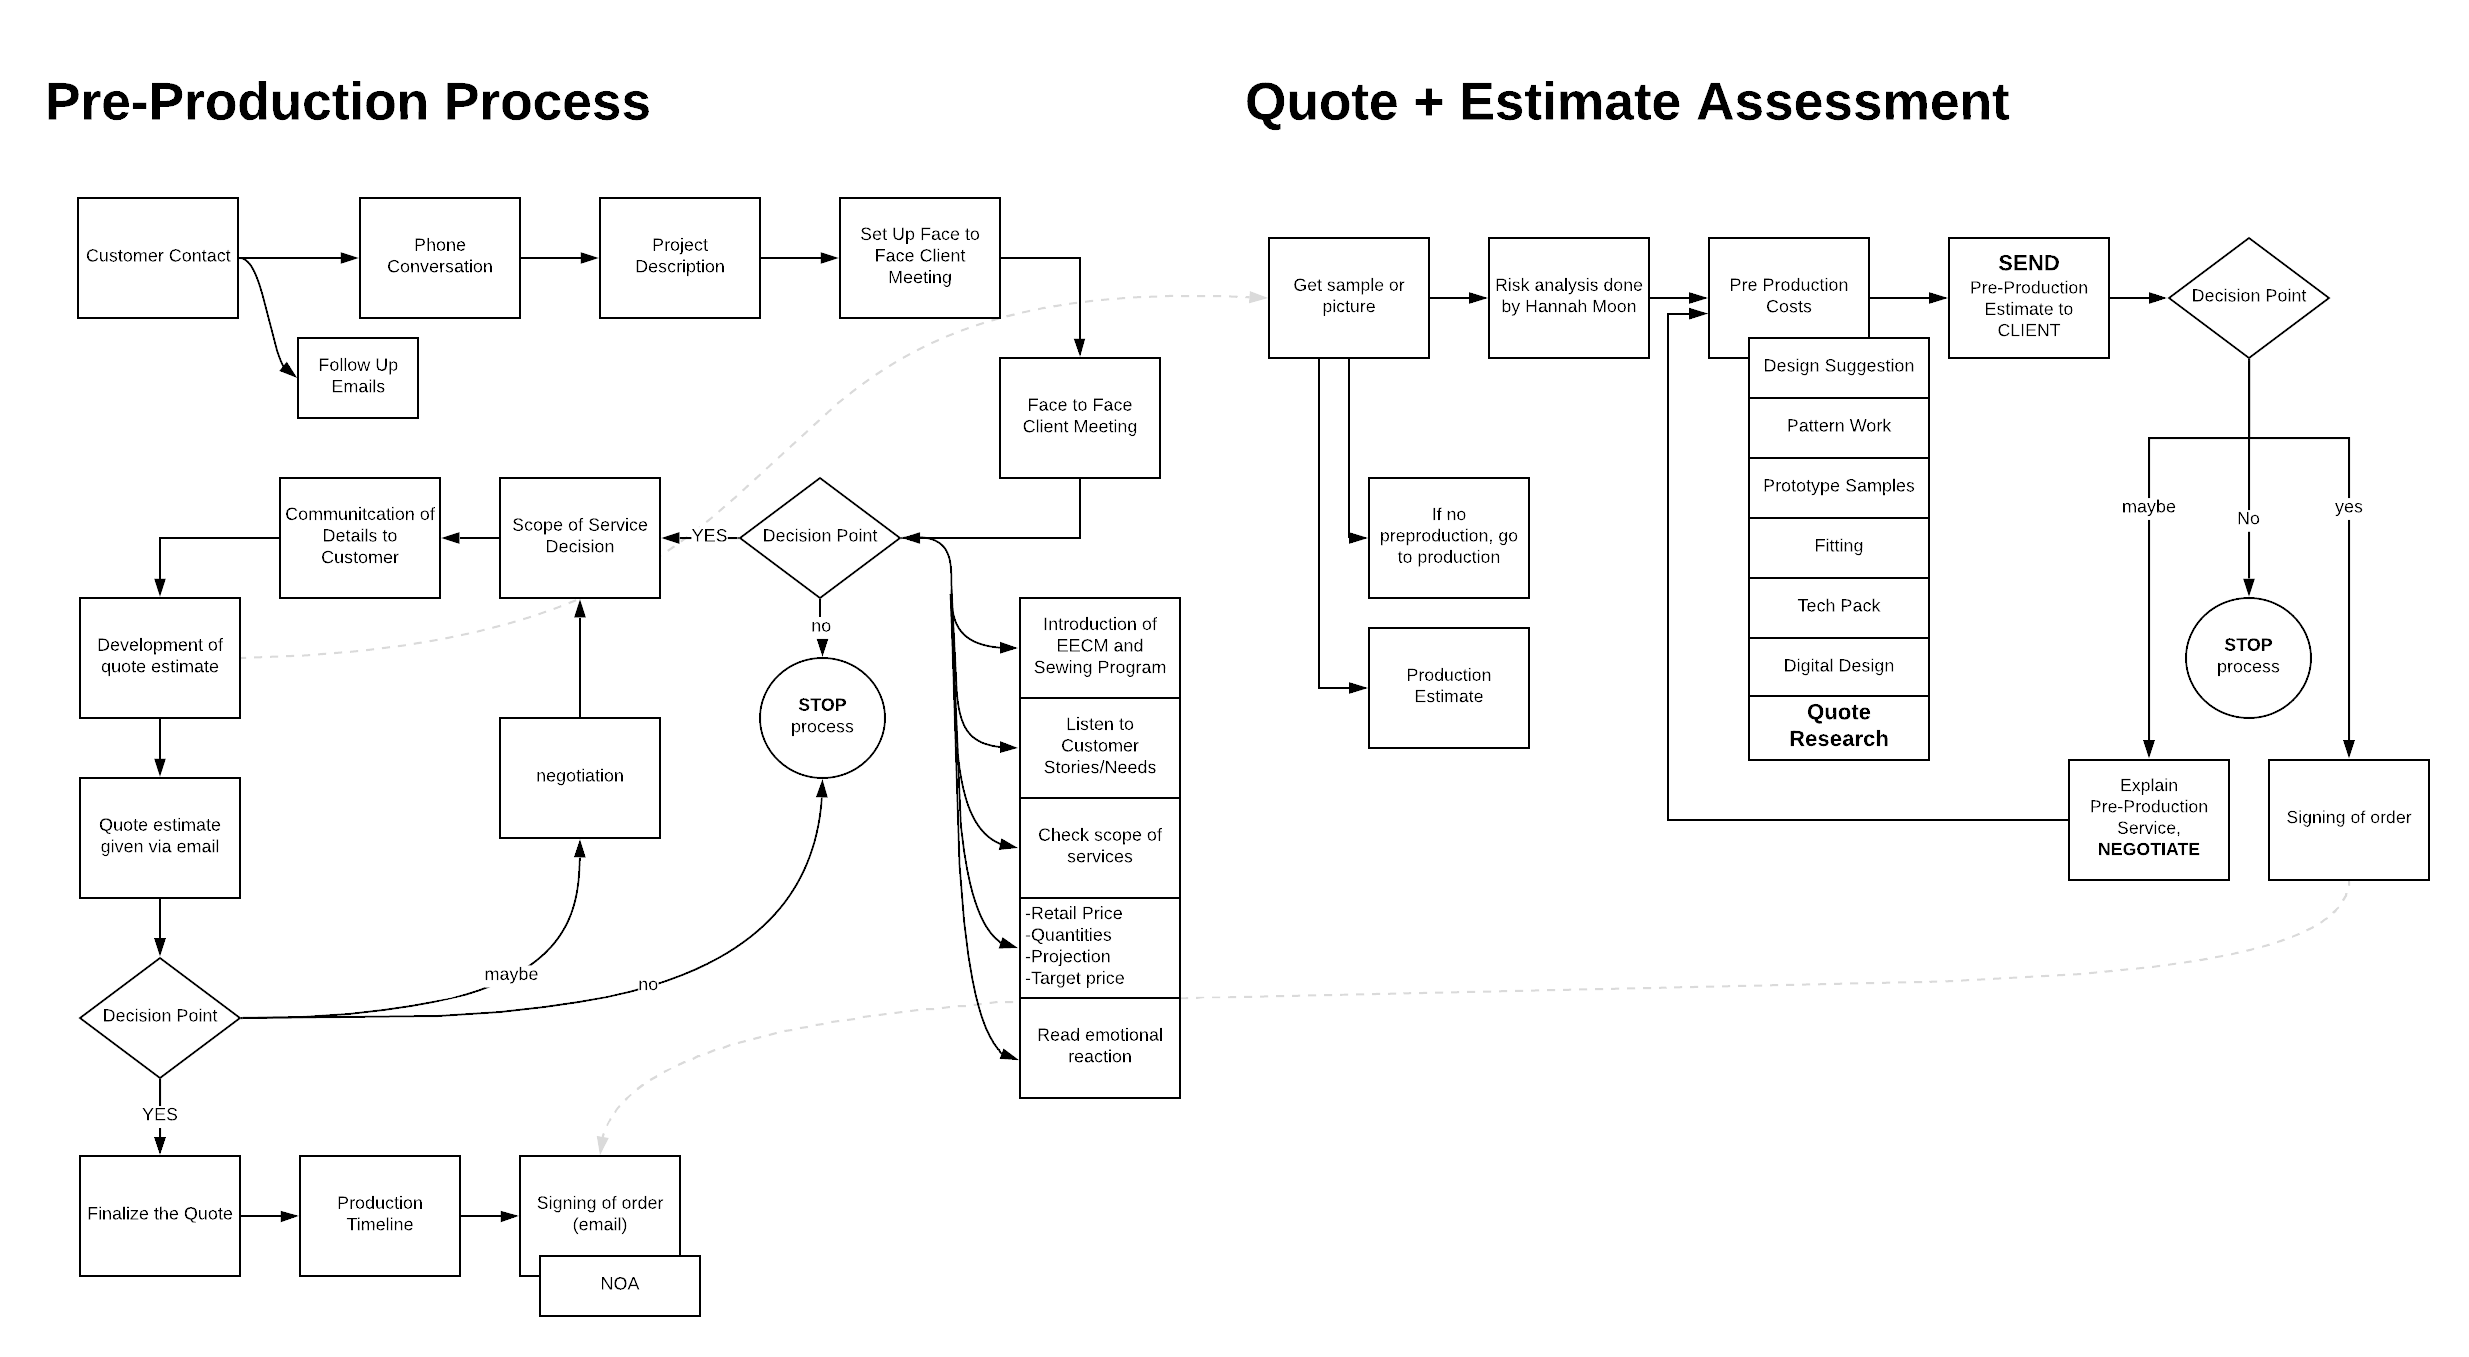 Pre-Production Process
Quote + Estimate Assessment
Customer Contact
Phone
Conversation
Project
Description
Set Up Face to
Face Client
Meeting
Follow Up
Emails
Face to Face
Client Meeting
Communitcation of
Details to
Customer
Scope of Service
Decision
YES
Decision Point
no
STOP
process
Development of
quote estimate
negotiation
Quote estimate
given via email
Decision Point
maybe
no
YES
Finalize the Quote
Production
Timeline
Signing of order
(email)
NOA
Introduction of
EECM and
Sewing Program
Listen to
Customer
Stories/Needs
Check scope of
services
-Retail Price
-Quantities
-Projection
-Target price
Read emotional
reaction
Get sample or
picture
Risk analysis done
by Hannah Moon
Pre Production
Costs
SEND
Pre-Production
Estimate to
CLIENT
Decision Point
If no
preproduction, go
to production
Production
Estimate
Design Suggestion
Pattern Work
Prototype Samples
Fitting
Tech Pack
Digital Design
Quote
Research
maybe
No
yes
STOP
process
Explain
Pre-Production
Service,
NEGOTIATE
Signing of order